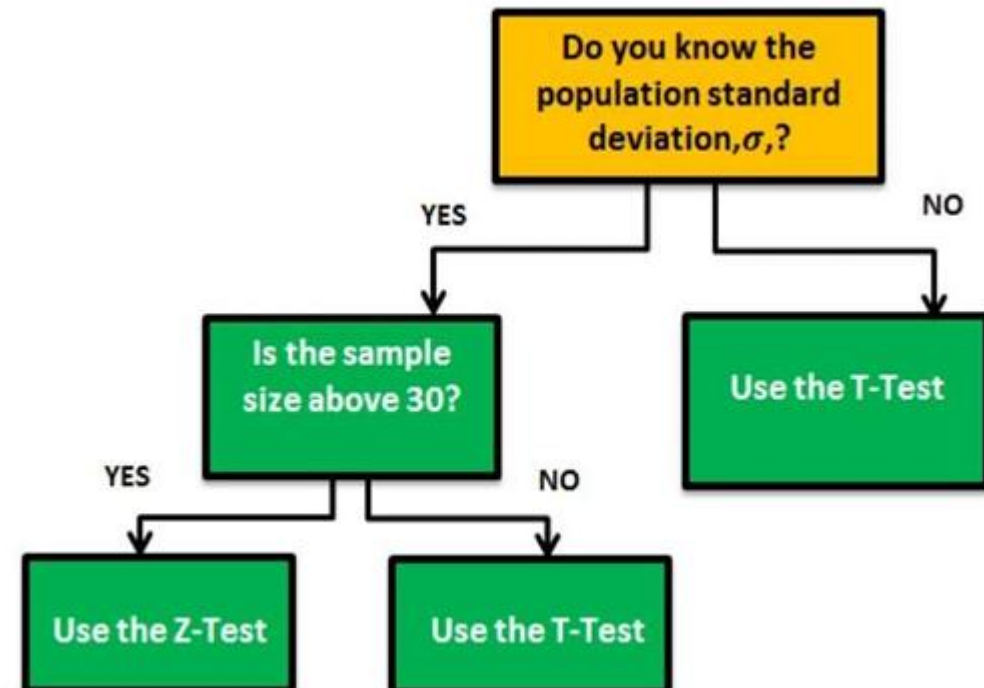 Do you know the
population standard
deviation,σ,?
YES
NO
Is the sample
size above 30?
Use the T-Test
YES
NO
Use the Z-Test
Use the T-Test